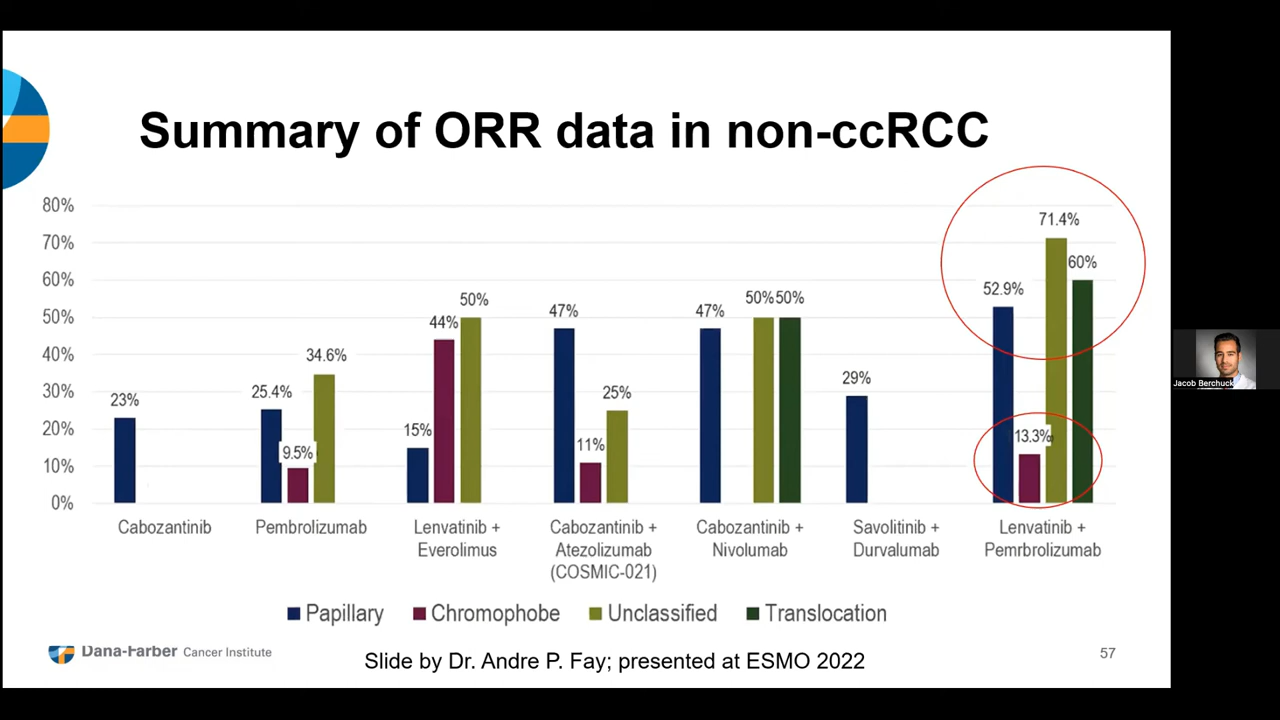 Summary of ORR data in non-ccRCC
80%
70%
60%
50%
40%
30%
20%
10%
0%
23%
25.4%
9.5%
34.6%
15%
44%
50%
47%
11%
25%
47%
50%
50%
29%
52.9%
13.3%
71.4%
60%
Cabozantinib
Pembrolizumab
Lenvatinib +
Everolimus
Cabozantinib +
Atezolizumab
(COSMIC-021)
Cabozantinib +
Nivolumab
Savolitinib +
Durvalumab
Lenvatinib +
Pemrbrolizumab
Papillary
Chromophobe
Unclassified
Translocation
Dana-Farber Cancer Institute
Slide by Dr. Andre P. Fay; presented at ESMO 2022
57
Jacob Berchuck